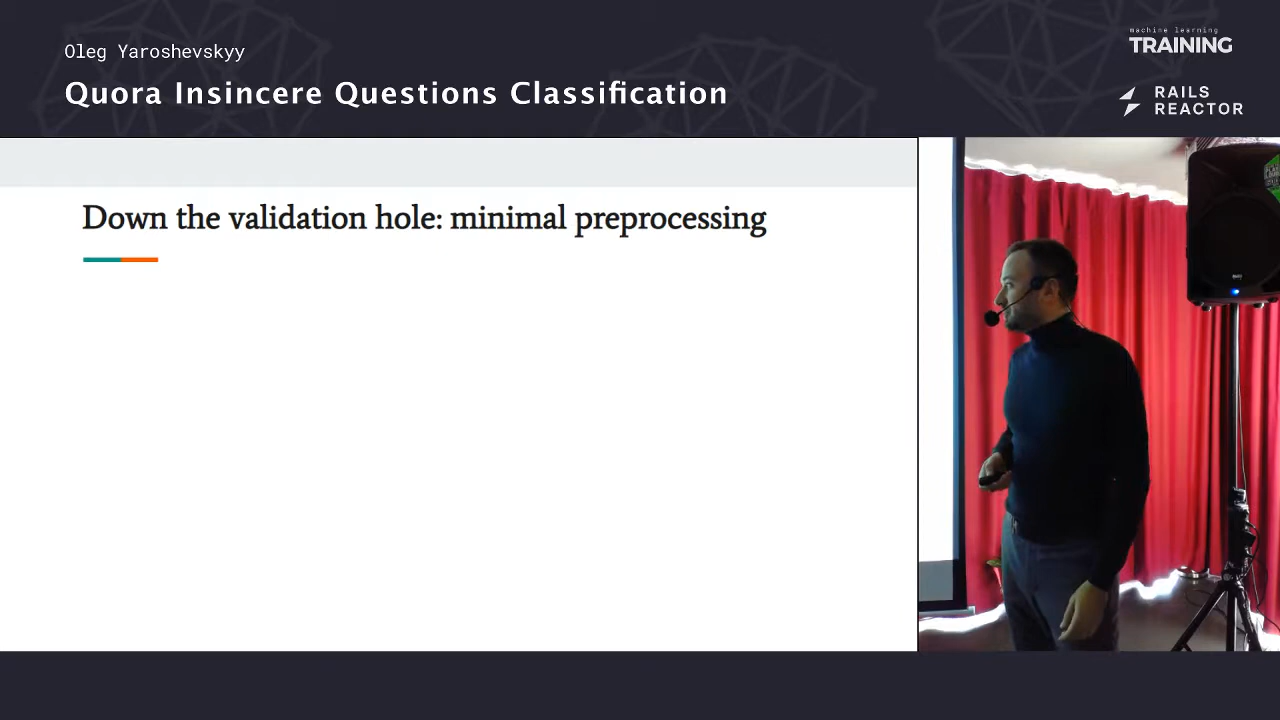 Oleg Yaroshevskyy
Quora Insincere Questions Classification
machine learning
TRAINING
RAILS
REACTOR
Down the validation hole: minimal preprocessing